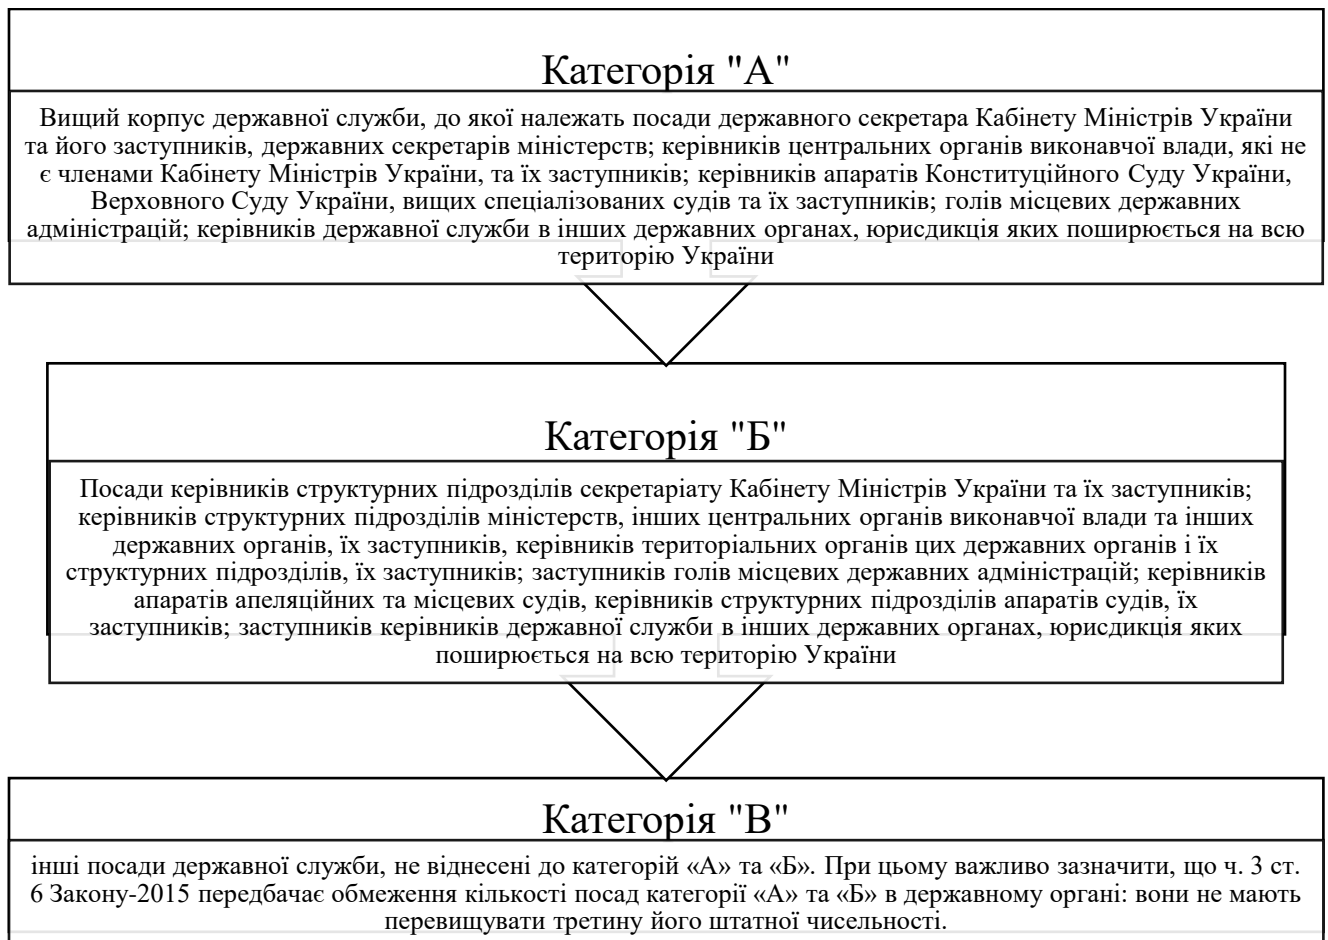 Категорія "А"
Вищий корпус державної служби, до якої належать посади державного секретара Кабінету Міністрів України
та його заступників, державних секретарів міністерств; керівників центральних органів виконавчої влади, які не
є членами Кабінету Міністрів України, та їх заступників; керівників апаратів Конституційного Суду України,
Верховного Суду України, вищих спеціалізованих судів та їх заступників; голів місцевих державних
адміністрацій; керівників державної служби в інших державних органах, юрисдикція яких поширюється на всю
територію України
Категорія "Б"
Посади керівників структурних підрозділів секретаріату Кабінету Міністрів України та їх заступників;
керівників структурних підрозділів міністерств, інших центральних органів виконавчої влади та інших
державних органів, їх заступників, керівників територіальних органів цих державних органів і їх
структурних підрозділів, їх заступників; заступників голів місцевих державних адміністрацій; керівників
апаратів апеляційних та місцевих судів, керівників структурних підрозділів апаратів судів, їх
заступників; заступників керівників державної служби в інших державних органах, юрисдикція яких
поширюється на всю територію України
Категорія "В"
інші посади державної служби, не віднесені до категорій «А» та «Б». При цьому важливо зазначити, що ч. 3 ст.
6 Закону-2015 передбачає обмеження кількості посад категорії «А» та «Б» в державному органі: вони не мають
перевищувати третину його штатної чисельності.